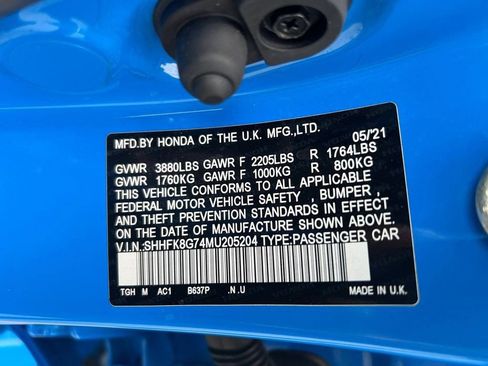 MFD.BY HONDA OF THE U.K. MFG.,LTD. 05/'21
GVWR 3880LBS GAWR F 2205LBS R 1764LBS
GVWR 1760KG GAWR F 1000KG R 800KG
THIS VEHICLE CONFORMS TO ALL APPLICABLE
FEDERAL MOTOR VEHICLE SAFETY , BUMPER ,
AND THEFT PREVENTION STANDARDS IN EFFECT
ON THE DATE OF MANUFACTURE SHOWN ABOVE.
V.I.N:SHHFK8G74MU205204 TYPE:PASSENGER CAR
TGH M AC1 B637P .N.U MADE IN U.K.